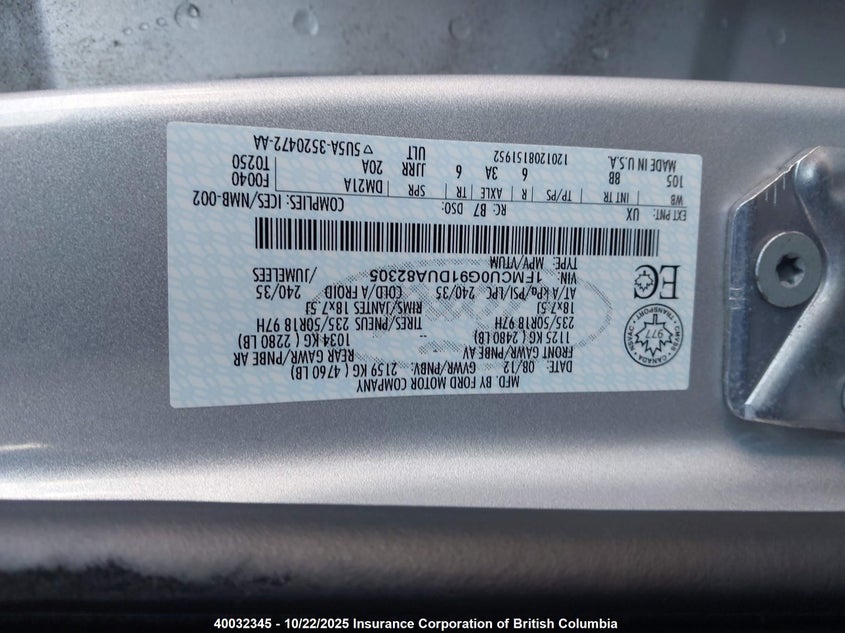 MFD. BY FORD MOTOR COMPANY
DATE: 08/12 GVWR/PNBV: 2159 KG ( 4760 LB)
FRONT GAWR/PNBE AV REAR GAWR/PNBE AR
1125 KG ( 2480 LB) 1034 KG ( 2280 LB)
235/50R18 97H TIRES/PNEUS 235/50R18 97H
18x7.5J RIMS/JANTES 18x7.5J
AT/A kPa/PSI/LPC 240/35 COLD/A FROID 240/35
VIN: 1FMCU0G91DUA82305 /JUMELEES
TYPE: MPV/VTUM
TRANSPORT
977
CANADA
EC
EXT PNT: UX RC: B7 DSO: COMPLIES: ICES/NMB-002
WB INT TR TP/PS R AXLE TR SPR DM21A F0040
105 8B 6 3A 6 JJRR 20A T0250
ULT ▽ 5U5A-3520472-AA
MADE IN U.S.A. 1201208151952
40032345 - 10/22/2025 Insurance Corporation of British Columbia